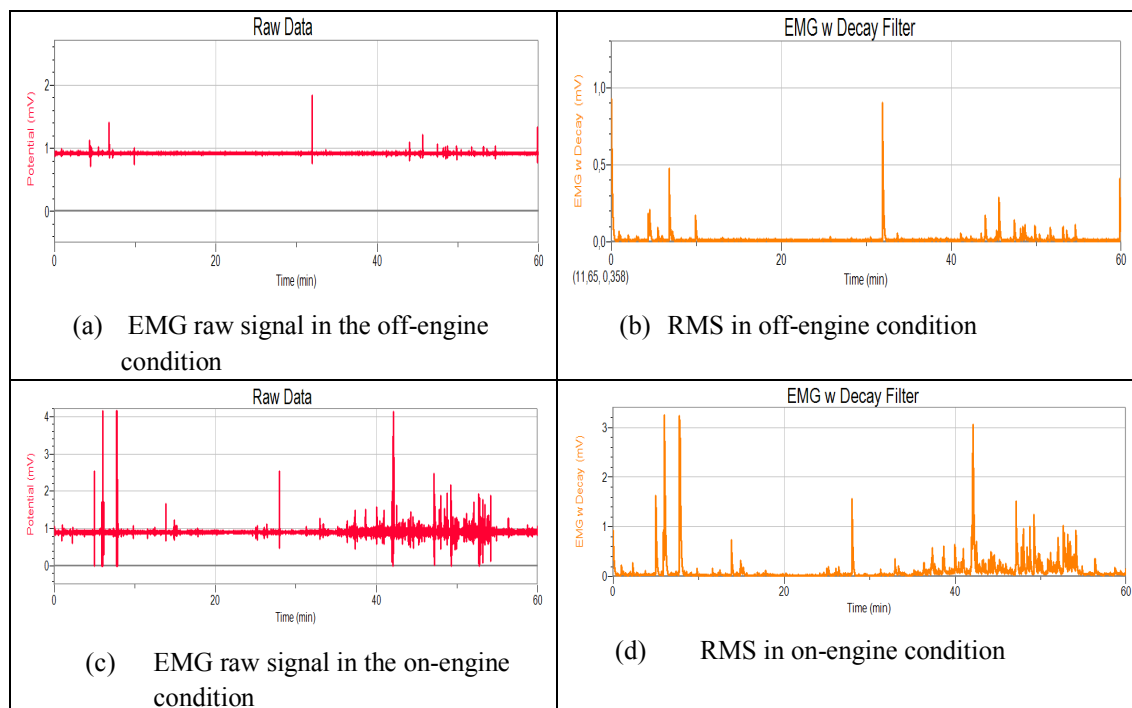 Raw Data
Potential (mV)
2
1
0
0
20
40
60
Time (min)
(a) EMG raw signal in the off-engine
condition
EMG w Decay Filter
EMG w Decay (mV)
1,0
0,5
0,0
0
20
40
60
(11,65, 0,358)
Time (min)
(b) RMS in off-engine condition
Raw Data
Potential (mV)
4
3
2
1
0
0
20
40
60
Time (min)
(c) EMG raw signal in the on-engine
condition
EMG w Decay Filter
EMG w Decay (mV)
3
2
1
0
20
40
60
Time (min)
(d) RMS in on-engine condition